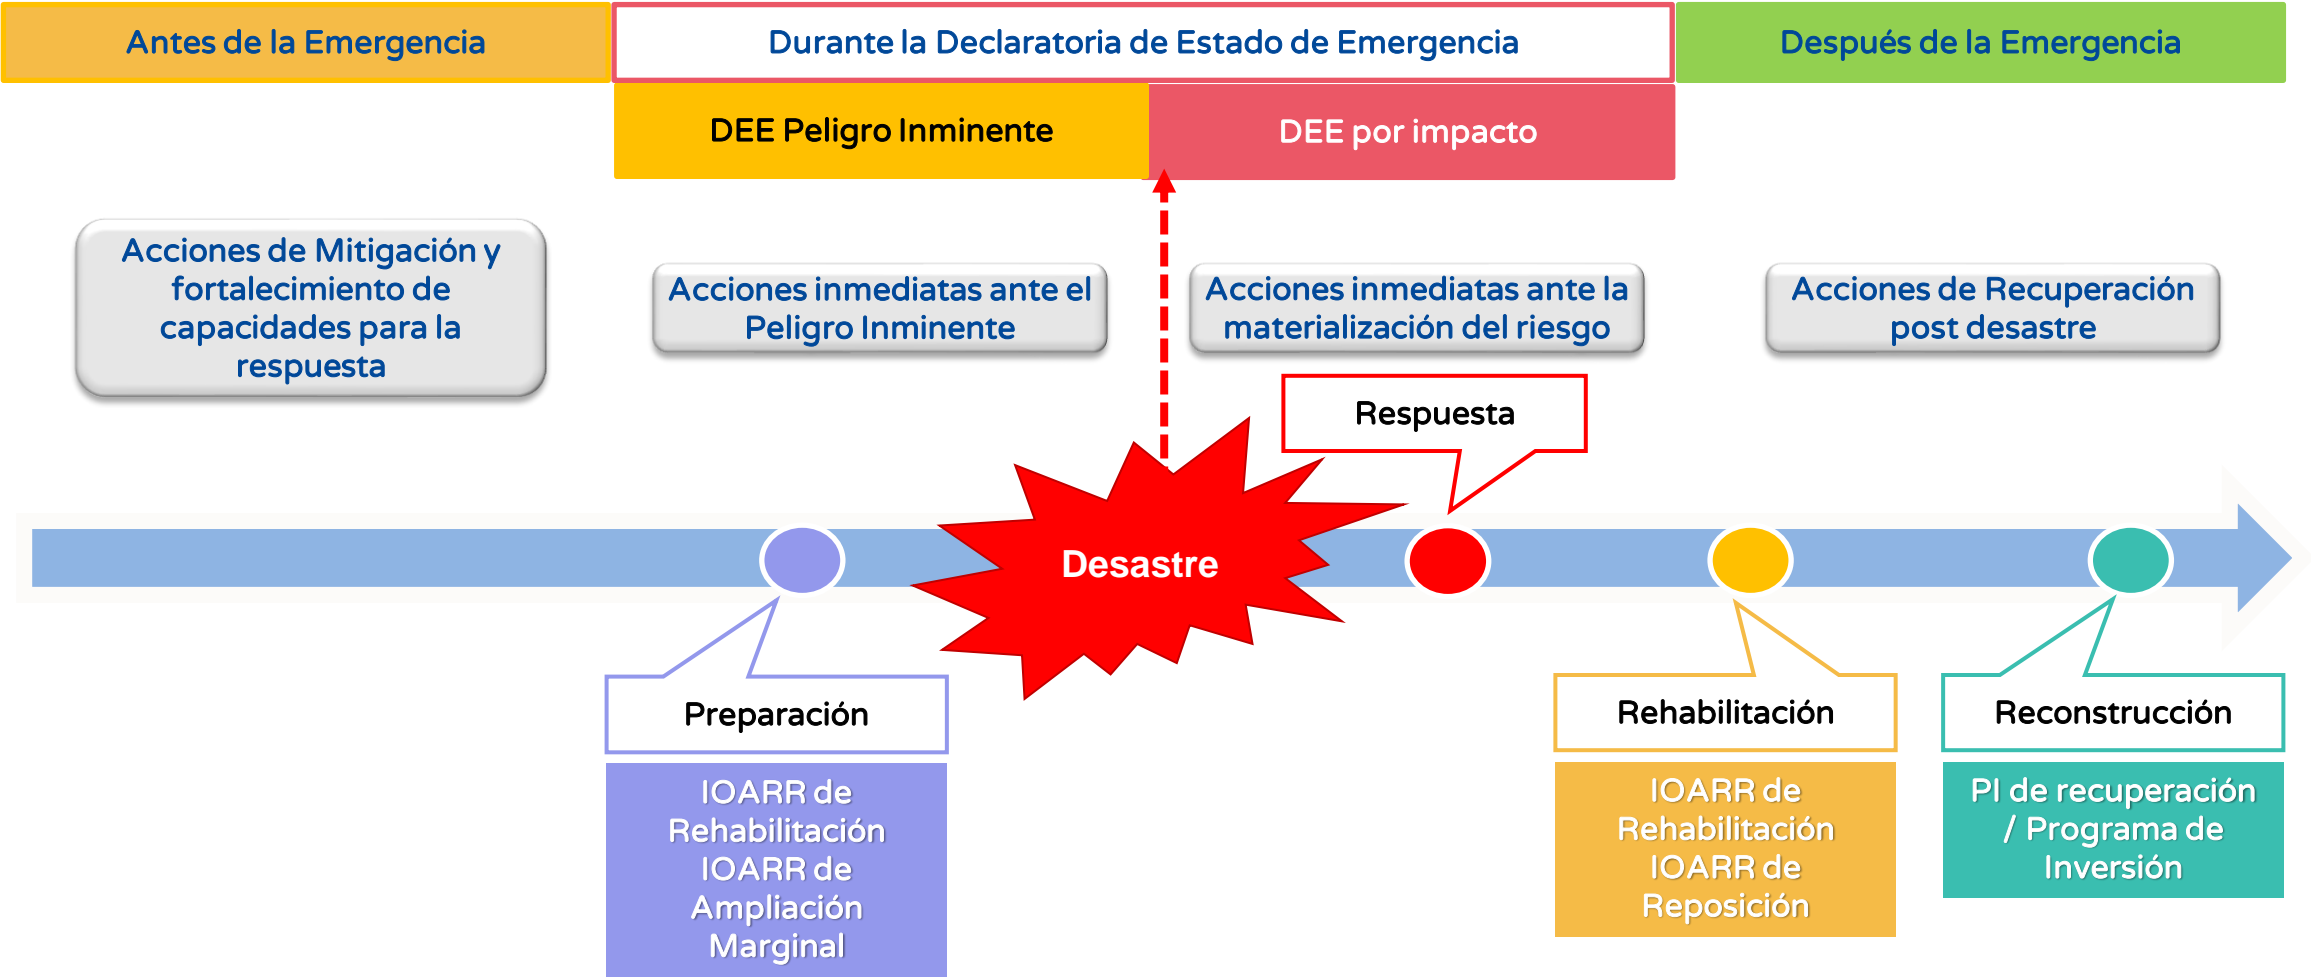 Antes de la Emergencia
Durante la Declaratoria de Estado de Emergencia
Después de la Emergencia
DEE Peligro Inminente
DEE por impacto
Acciones de Mitigación y
fortalecimiento de
capacidades para la
respuesta
Acciones inmediatas ante el
Peligro Inminente
Acciones inmediatas ante la
materialización del riesgo
Acciones de Recuperación
post desastre
Respuesta
Desastre
Preparación
IOARR de
Rehabilitación
IOARR de
Ampliación
Marginal
Rehabilitación
IOARR de
Rehabilitación
IOARR de
Reposición
Reconstrucción
PI de recuperación
/ Programa de
Inversión